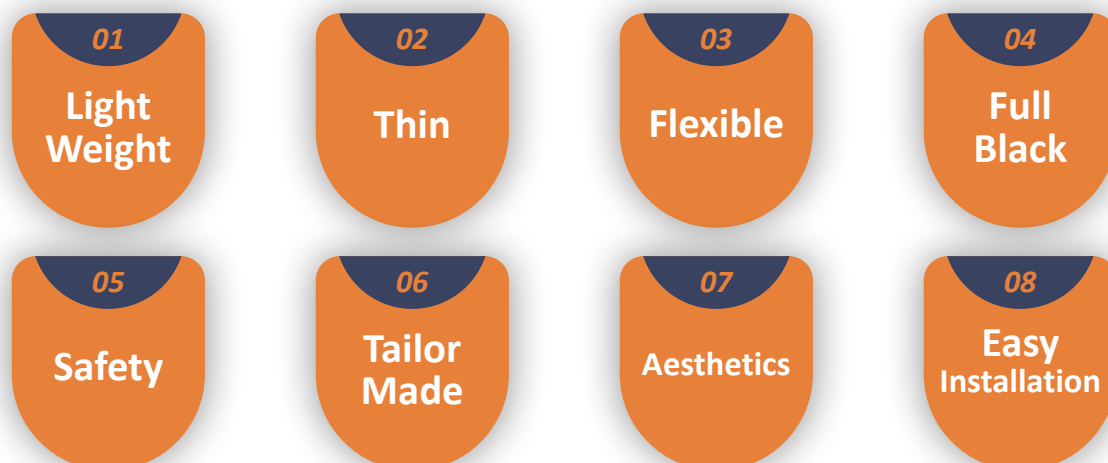 01
Light
Weight
02
Thin
03
Flexible
04
Full
Black
05
Safety
06
Tailor
Made
07
Aesthetics
08
Easy
Installation